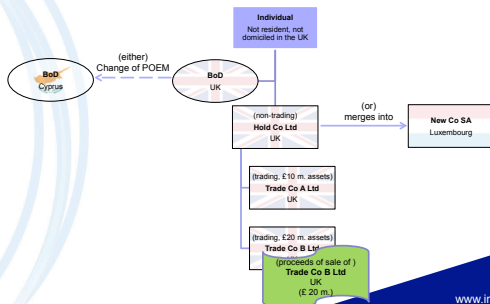 Individual
Not resident, not
domiciled in the UK
(either)
Change of POEM
BoD
Cyprus
BoD
UK
(non-trading)
Hold Co Ltd
UK
(or)
merges into
New Co SA
Luxembourg
(trading, £10 m. assets)
Trade Co A Ltd
UK
(trading, £20 m. assets)
Trade Co B Ltd
(proceeds of sale of )
Trade Co B Ltd
UK
(£ 20 m.)
www.in